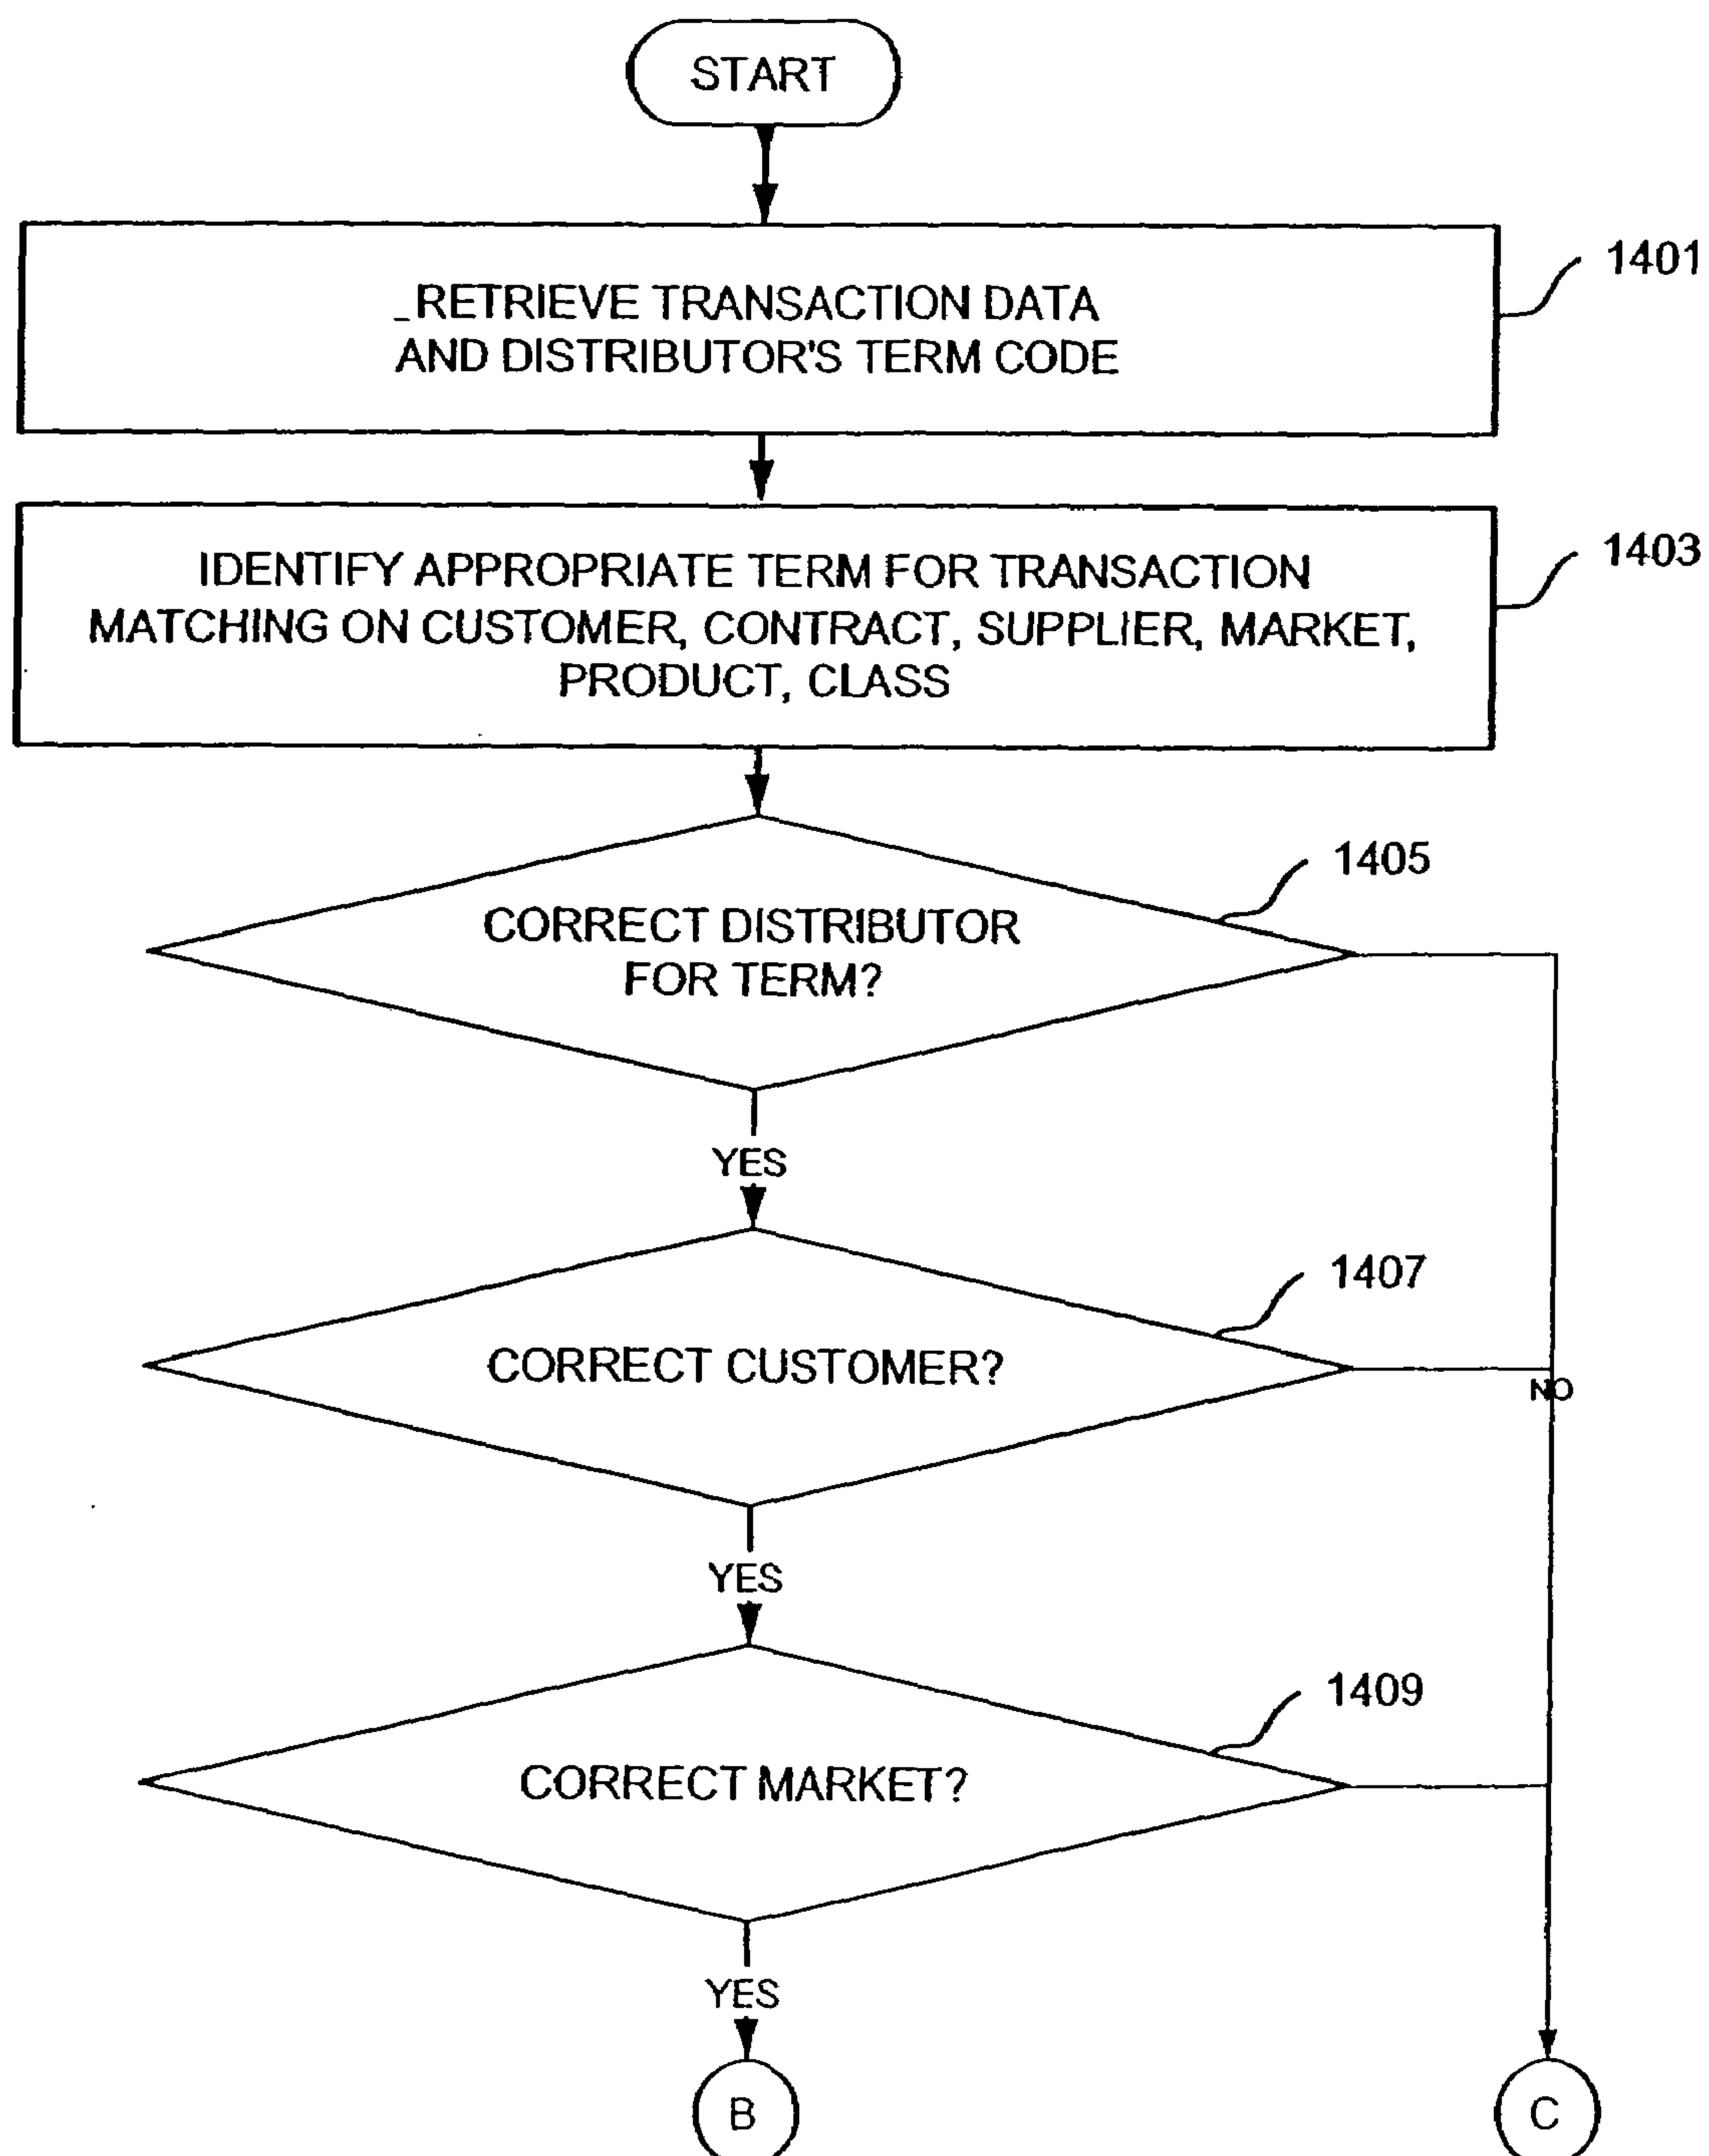 START
1401
_RETRIEVE TRANSACTION DATA
AND DISTRIBUTOR'S TERM CODE
1403
IDENTIFY APPROPRIATE TERM FOR TRANSACTION
MATCHING ON CUSTOMER, CONTRACT, SUPPLIER, MARKET,
PRODUCT, CLASS
1405
CORRECT DISTRIBUTOR
FOR TERM?
YES
1407
CORRECT CUSTOMER?
NO
YES
1409
CORRECT MARKET?
YES
B
C